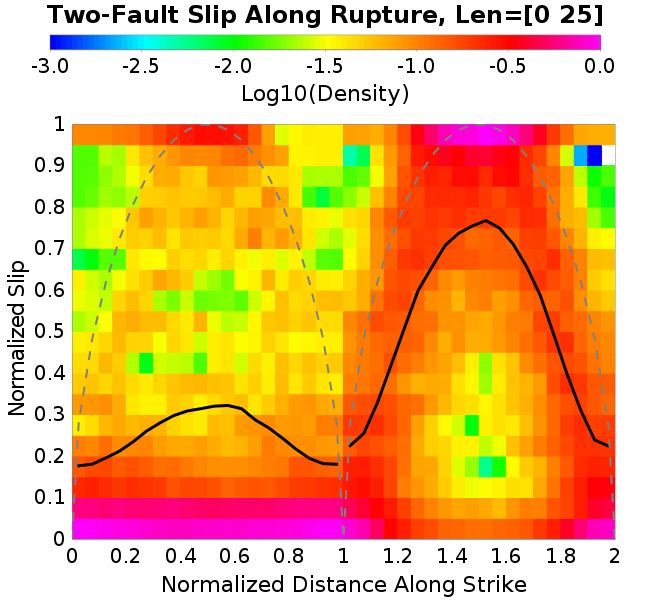 Two-Fault Slip Along Rupture, Len=[0 25]
-3.0 -2.5 -2.0 -1.5 -1.0 -0.5 0.0
Log10(Density)
Normalized Slip
1
0.9
0.8
0.7
0.6
0.5
0.4
0.3
0.2
0.1
0
0 0.2 0.4 0.6 0.8 1 1.2 1.4 1.6 1.8 2
Normalized Distance Along Strike